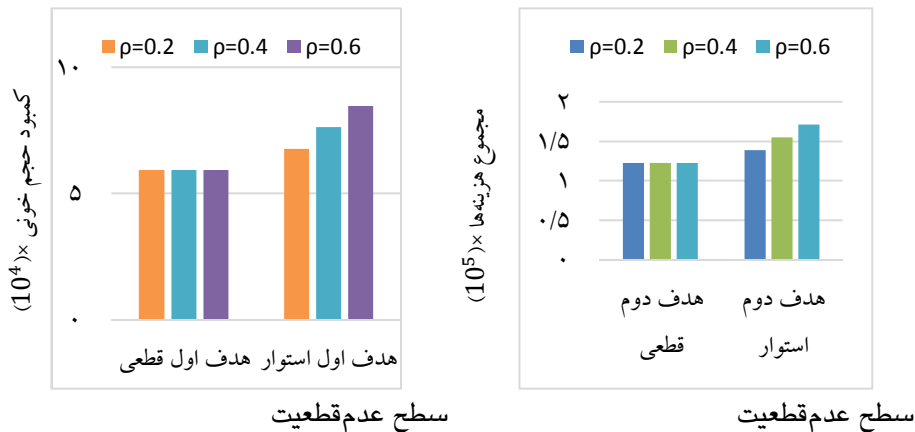 ρ=0.2 ρ=0.4 ρ=0.6
۱۰
۵
۰
کمبود حجم خونی ×(10⁴)
هدف اول قطعی هدف اول استوار
سطح عدم‌قطعیت
ρ=0.2 ρ=0.4 ρ=0.6
۲
۱/۵
۱
۰/۵
۰
مجموع هزینه‌ها ×(10⁵)
هدف دوم هدف دوم
قطعی استوار
سطح عدم‌قطعیت